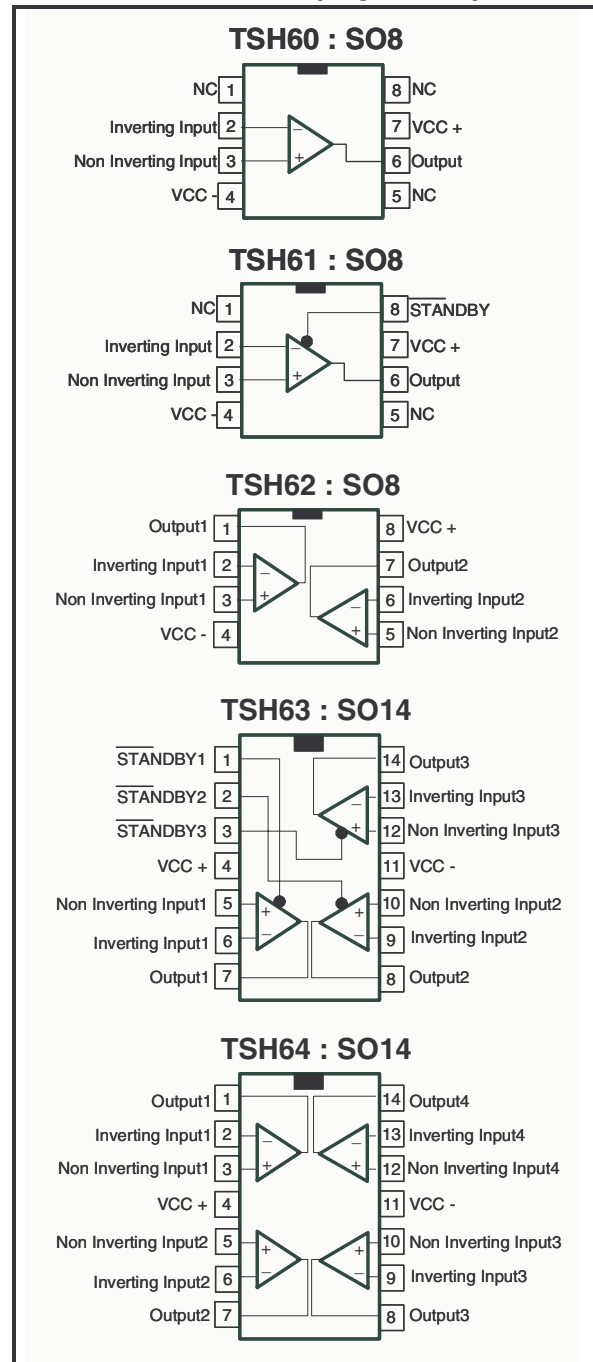 TSH60 : SO8
NC 1 8 NC
Inverting Input 2 − 7 VCC +
Non Inverting Input 3 + 6 Output
VCC - 4 5 NC
TSH61 : SO8
NC 1 8 STANDBY
Inverting Input 2 − 7 VCC +
Non Inverting Input 3 + 6 Output
VCC - 4 5 NC
TSH62 : SO8
Output1 1 8 VCC +
Inverting Input1 2 − 7 Output2
Non Inverting Input1 3 + − 6 Inverting Input2
VCC - 4 + 5 Non Inverting Input2
TSH63 : SO14
STANDBY1 1 14 Output3
STANDBY2 2 − 13 Inverting Input3
STANDBY3 3 + 12 Non Inverting Input3
VCC + 4 11 VCC -
Non Inverting Input1 5 + + 10 Non Inverting Input2
Inverting Input1 6 − − 9 Inverting Input2
Output1 7 8 Output2
TSH64 : SO14
Output1 1 14 Output4
Inverting Input1 2 − − 13 Inverting Input4
Non Inverting Input1 3 + + 12 Non Inverting Input4
VCC + 4 11 VCC -
Non Inverting Input2 5 + + 10 Non Inverting Input3
Inverting Input2 6 − − 9 Inverting Input3
Output2 7 8 Output3